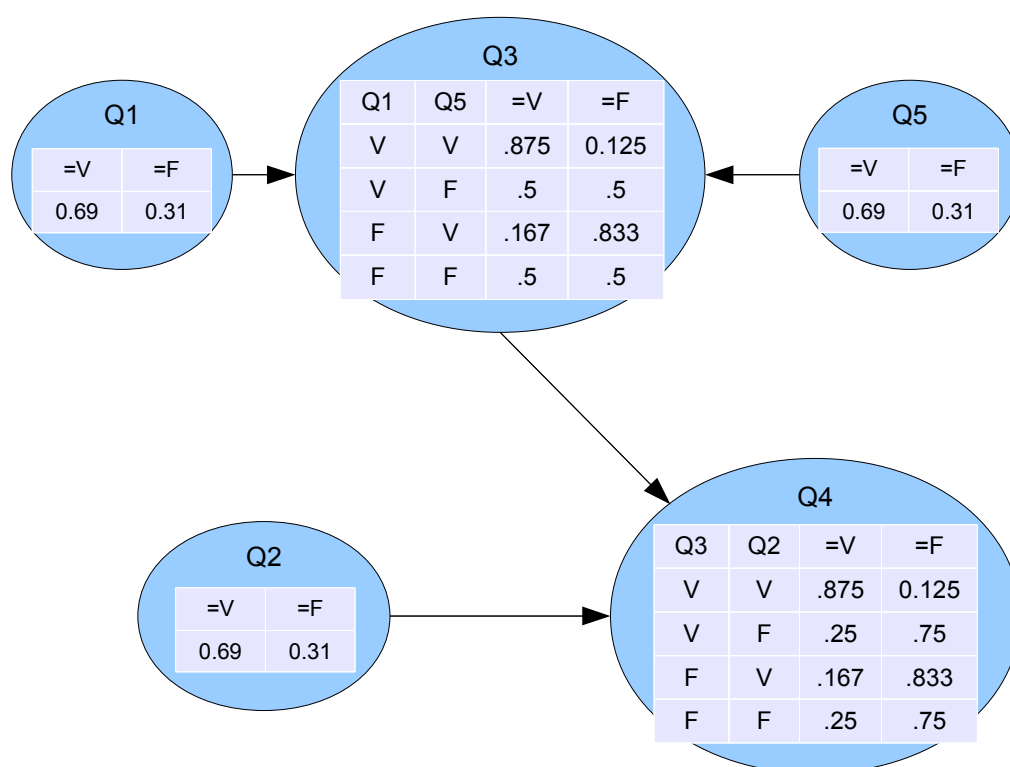 Q3
Q1 Q5 =V =F
V V .875 0.125
V F .5 .5
F V .167 .833
F F .5 .5
Q1
=V =F
0.69 0.31
Q5
=V =F
0.69 0.31
Q4
Q3 Q2 =V =F
V V .875 0.125
V F .25 .75
F V .167 .833
F F .25 .75
Q2
=V =F
0.69 0.31